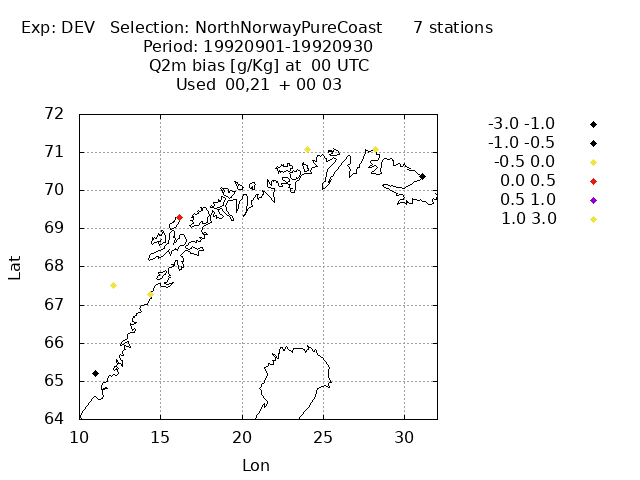 Exp: DEV Selection: NorthNorwayPureCoast 7 stations
Period: 19920901-19920930
Q2m bias [g/Kg] at 00 UTC
Used 00,21 + 00 03
72
71
70
69
68
67
66
65
64
10 15 20 25 30
Lat
Lon
-3.0 -1.0
-1.0 -0.5
-0.5 0.0
0.0 0.5
0.5 1.0
1.0 3.0